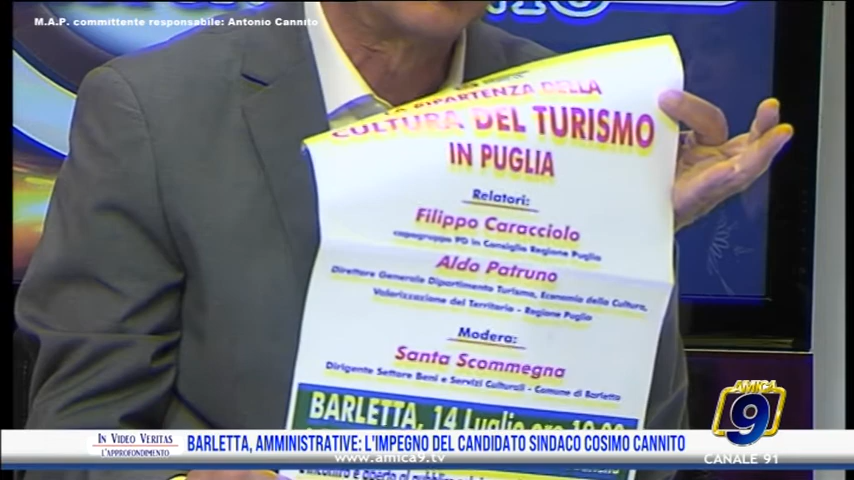 M.A.P. committente responsabile: Antonio Cannito
LA RIPARTENZA DELLA
CULTURA DEL TURISMO
IN PUGLIA
Relatori:
Filippo Caracciolo
capogruppo PD in Consiglio Regione Puglia
Aldo Patruno
Direttore Generale Dipartimento Turismo, Economia della Cultura,
Valorizzazione del Territorio - Regione Puglia
Modera:
Santa Scommegna
Dirigente Settore Beni e Servizi Culturali - Comune di Barletta
BARLETTA, 14 Luglio ore
IN VIDEO VERITAS
L'APPROFONDIMENTO
BARLETTA, AMMINISTRATIVE: L'IMPEGNO DEL CANDIDATO SINDACO COSIMO CANNITO
www.amica9.tv
AMICA
9
CANALE 91